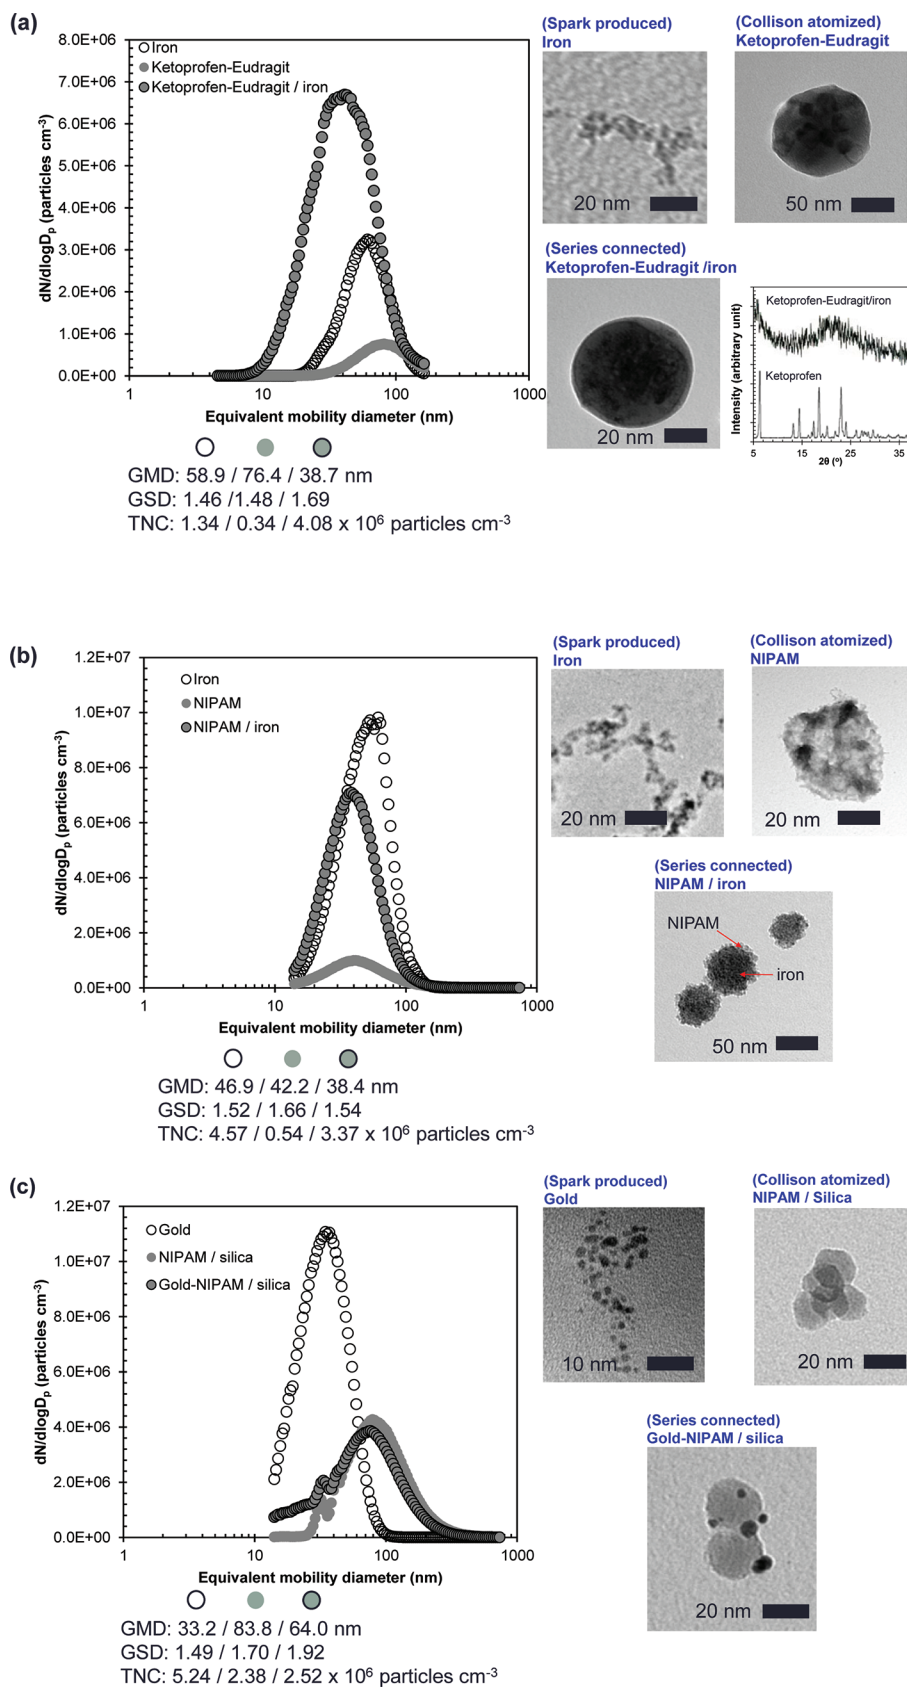 (a)
8.0E+06
7.0E+06
6.0E+06
5.0E+06
4.0E+06
3.0E+06
2.0E+06
1.0E+06
0.0E+00
dN/dlogDp (particles cm-3)
Iron
Ketoprofen-Eudragit
Ketoprofen-Eudragit / iron
1 10 100 1000
Equivalent mobility diameter (nm)
GMD: 58.9 / 76.4 / 38.7 nm
GSD: 1.46 /1.48 / 1.69
TNC: 1.34 / 0.34 / 4.08 x 10⁶ particles cm⁻³
(Spark produced)
Iron
20 nm
(Collison atomized)
Ketoprofen-Eudragit
50 nm
(Series connected)
Ketoprofen-Eudragit /iron
20 nm
Intensity (arbitrary unit)
Ketoprofen-Eudragit/iron
Ketoprofen
5 15 25 35
2θ (º)
(b)
1.2E+07
1.0E+07
8.0E+06
6.0E+06
4.0E+06
2.0E+06
0.0E+00
dN/dlogDp (particles cm-3)
Iron
NIPAM
NIPAM / iron
1 10 100 1000
Equivalent mobility diameter (nm)
GMD: 46.9 / 42.2 / 38.4 nm
GSD: 1.52 / 1.66 / 1.54
TNC: 4.57 / 0.54 / 3.37 x 10⁶ particles cm⁻³
(Spark produced)
Iron
20 nm
(Collison atomized)
NIPAM
20 nm
(Series connected)
NIPAM / iron
NIPAM
iron
50 nm
(c)
1.2E+07
1.0E+07
8.0E+06
6.0E+06
4.0E+06
2.0E+06
0.0E+00
dN/dlogDp (particles cm-3)
Gold
NIPAM / silica
Gold-NIPAM / silica
1 10 100 1000
Equivalent mobility diameter (nm)
GMD: 33.2 / 83.8 / 64.0 nm
GSD: 1.49 / 1.70 / 1.92
TNC: 5.24 / 2.38 / 2.52 x 10⁶ particles cm⁻³
(Spark produced)
Gold
10 nm
(Collison atomized)
NIPAM / Silica
20 nm
(Series connected)
Gold-NIPAM / silica
20 nm